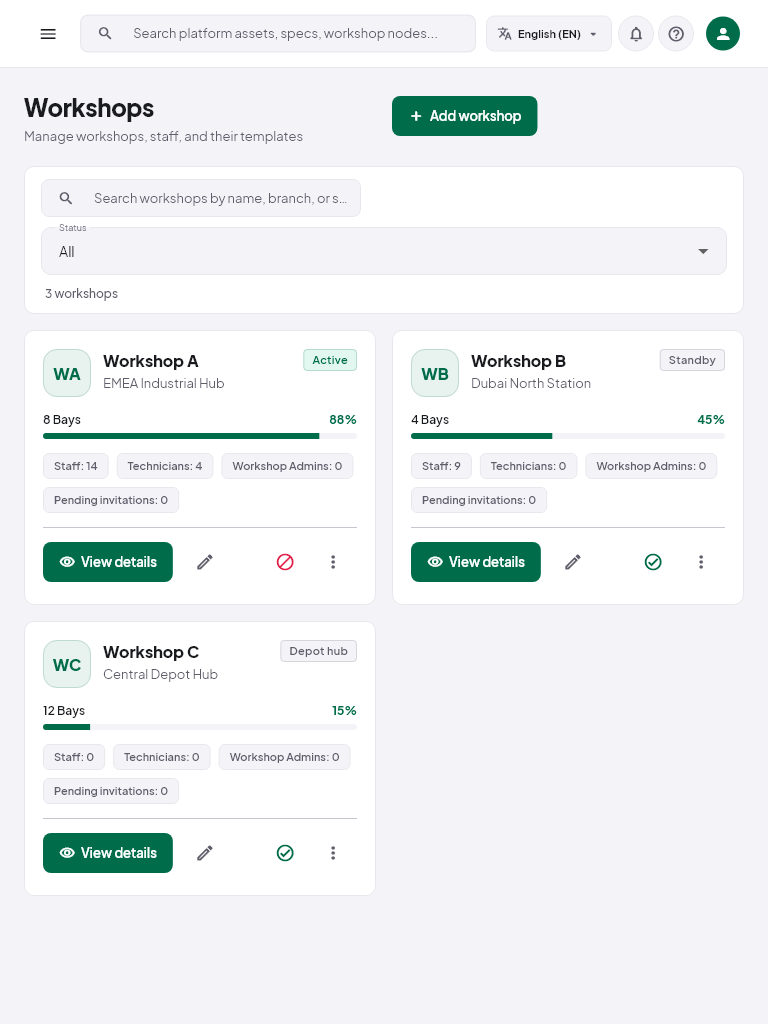 Search platform assets, specs, workshop nodes...
English (EN)
Workshops
Manage workshops, staff, and their templates
Add workshop
Search workshops by name, branch, or s...
Status
All
3 workshops
WA
Workshop A
EMEA Industrial Hub
Active
8 Bays
88%
Staff: 14
Technicians: 4
Workshop Admins: 0
Pending invitations: 0
View details
WB
Workshop B
Dubai North Station
Standby
4 Bays
45%
Staff: 9
Technicians: 0
Workshop Admins: 0
Pending invitations: 0
View details
WC
Workshop C
Central Depot Hub
Depot hub
12 Bays
15%
Staff: 0
Technicians: 0
Workshop Admins: 0
Pending invitations: 0
View details